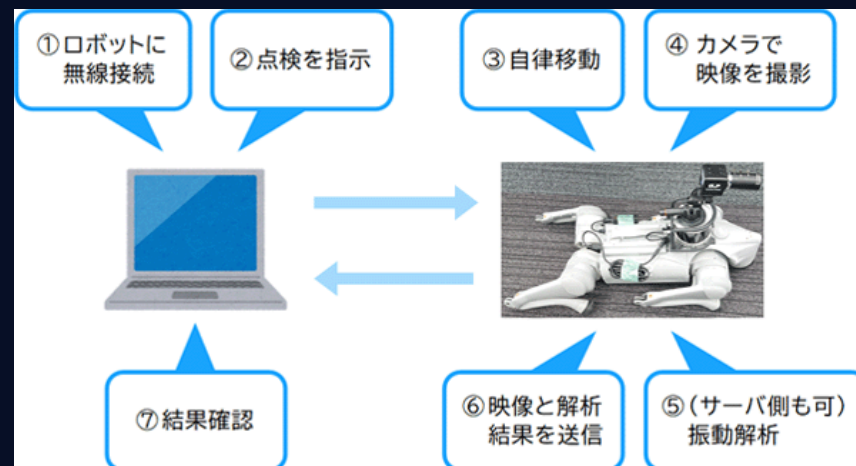 ①ロボットに
無線接続
②点検を指示
③自律移動
④ カメラで
映像を撮影
⑦結果確認
⑥映像と解析
結果を送信
⑤(サーバ側も可)
振動解析